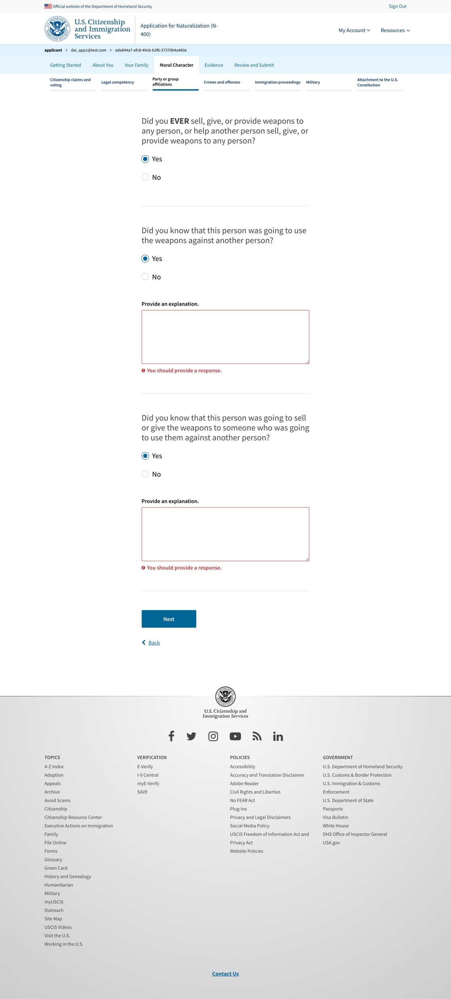 Official website of the Department of Homeland Security
Sign Out
U.S. Citizenship
and Immigration
Services
Application for Naturalization (N-
400)
My Account
Resources
applicant > dai_app1@test.com > ada844a7-efc8-49cb-b3f6-37370b4a460a
Getting Started
About You
Your Family
Moral Character
Evidence
Review and Submit
Citizenship claims and
voting
Legal competency
Party or group
affiliations
Crimes and offenses
Immigration proceedings
Military
Attachment to the U.S.
Constitution
Did you EVER sell, give, or provide weapons to
any person, or help another person sell, give, or
provide weapons to any person?
Yes
No
Did you know that this person was going to use
the weapons against another person?
Yes
No
Provide an explanation.
You should provide a response.
Did you know that this person was going to sell
or give the weapons to someone who was going
to use them against another person?
Yes
No
Provide an explanation.
You should provide a response.
Next
Back
U.S. Citizenship and
Immigration Services
TOPICS
A-Z Index
Adoption
Appeals
Archive
Avoid Scams
Citizenship
Citizenship Resource Center
Executive Actions on Immigration
Family
File Online
Forms
Glossary
Green Card
History and Genealogy
Humanitarian
Military
myUSCIS
Outreach
Site Map
USCIS Videos
Visit the U.S.
Working in the U.S.
VERIFICATION
E-Verify
I-9 Central
myE-Verify
SAVE
POLICIES
Accessibility
Accuracy and Translation Disclaimer
Adobe Reader
Civil Rights and Liberties
No FEAR Act
Plug-ins
Privacy and Legal Disclaimers
Social Media Policy
USCIS Freedom of Information Act and
Privacy Act
Website Policies
GOVERNMENT
U.S. Department of Homeland Security
U.S. Customs & Border Protection
U.S. Immigration & Customs
Enforcement
U.S. Department of State
Passports
Visa Bulletin
White House
DHS Office of Inspector General
USA.gov
Contact Us